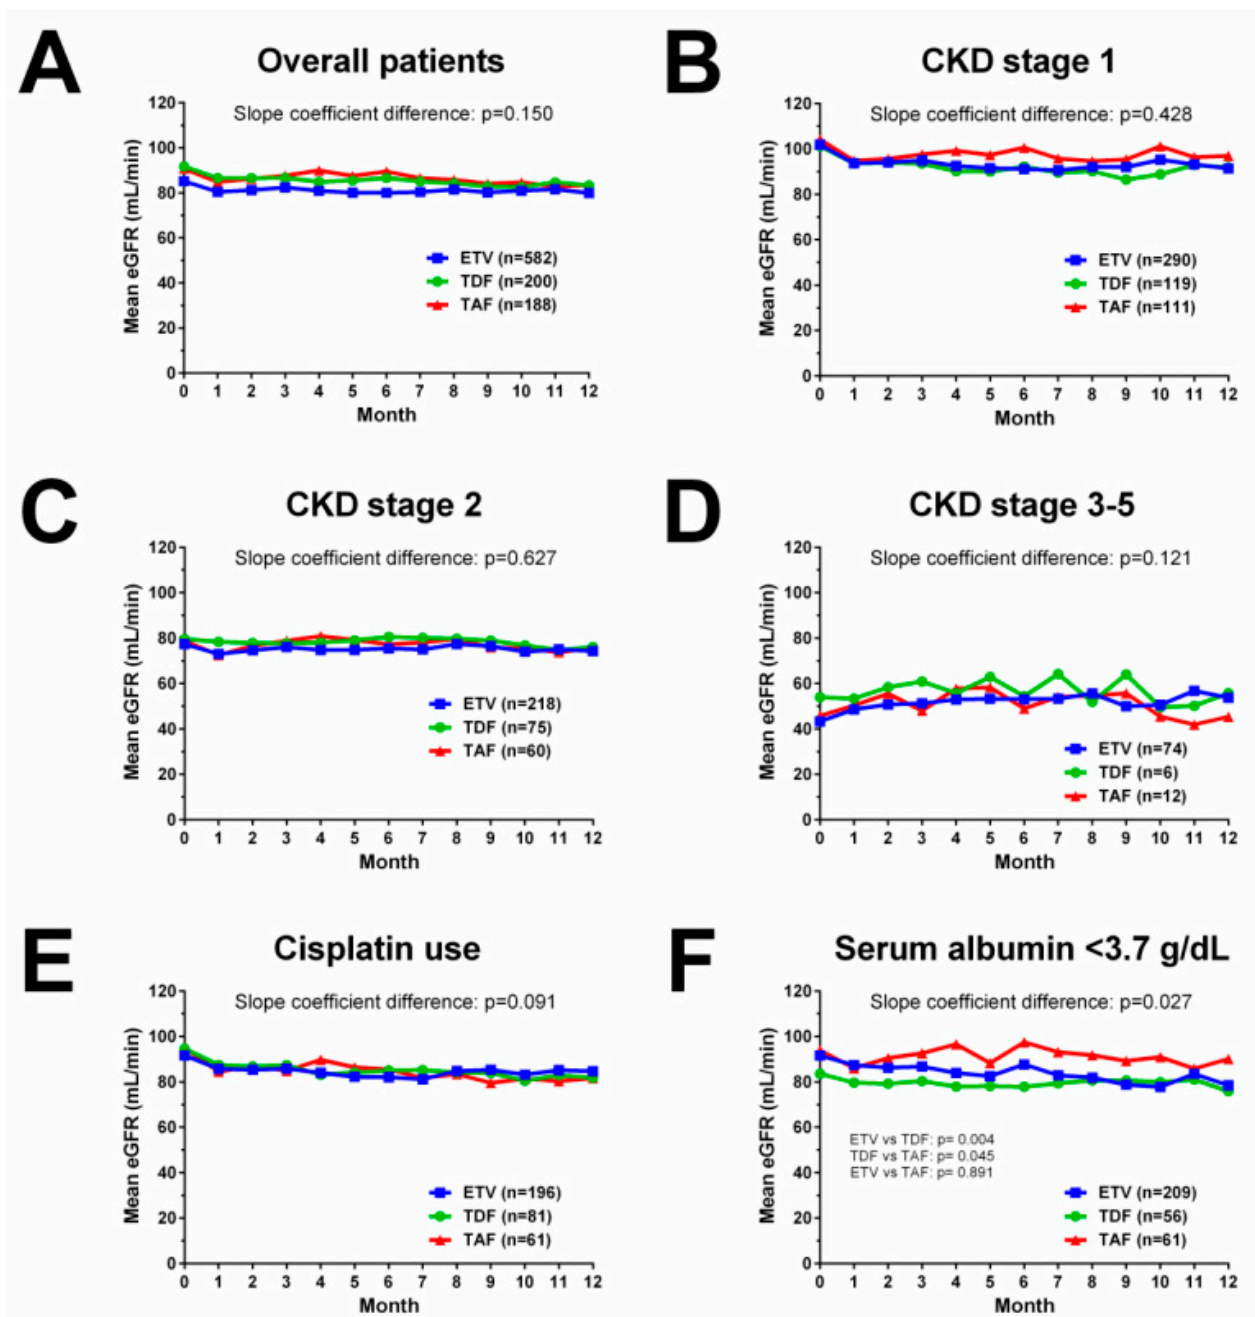 A
Overall patients
Slope coefficient difference: p=0.150
Mean eGFR (mL/min)
120
100
80
60
40
20
0
ETV (n=582)
TDF (n=200)
TAF (n=188)
0 1 2 3 4 5 6 7 8 9 10 11 12
Month
B
CKD stage 1
Slope coefficient difference: p=0.428
Mean eGFR (mL/min)
120
100
80
60
40
20
0
ETV (n=290)
TDF (n=119)
TAF (n=111)
0 1 2 3 4 5 6 7 8 9 10 11 12
Month
C
CKD stage 2
Slope coefficient difference: p=0.627
Mean eGFR (mL/min)
120
100
80
60
40
20
0
ETV (n=218)
TDF (n=75)
TAF (n=60)
0 1 2 3 4 5 6 7 8 9 10 11 12
Month
D
CKD stage 3-5
Slope coefficient difference: p=0.121
Mean eGFR (mL/min)
120
100
80
60
40
20
0
ETV (n=74)
TDF (n=6)
TAF (n=12)
0 1 2 3 4 5 6 7 8 9 10 11 12
Month
E
Cisplatin use
Slope coefficient difference: p=0.091
Mean eGFR (mL/min)
120
100
80
60
40
20
0
ETV (n=196)
TDF (n=81)
TAF (n=61)
0 1 2 3 4 5 6 7 8 9 10 11 12
Month
F
Serum albumin <3.7 g/dL
Slope coefficient difference: p=0.027
Mean eGFR (mL/min)
120
100
80
60
40
20
0
ETV vs TDF: p= 0.004
TDF vs TAF: p= 0.045
ETV vs TAF: p= 0.891
ETV (n=209)
TDF (n=56)
TAF (n=61)
0 1 2 3 4 5 6 7 8 9 10 11 12
Month